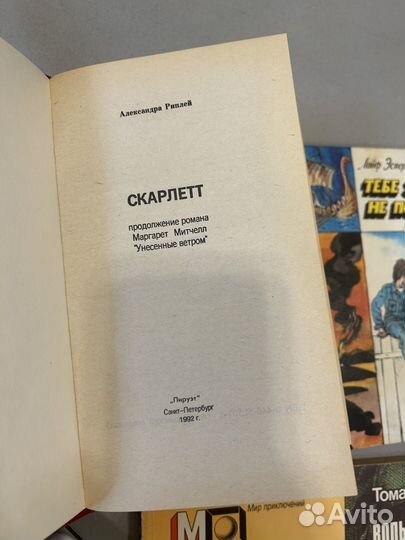 Александра Риплей
СКАРЛЕТТ
продолжение романа
Маргарет Митчелл
"Унесенные ветром"
„Пируэт"
Санкт-Петербург
1992 г.
ТЕБЕ
НЕ
Мир приключений
М
Тома
Avito